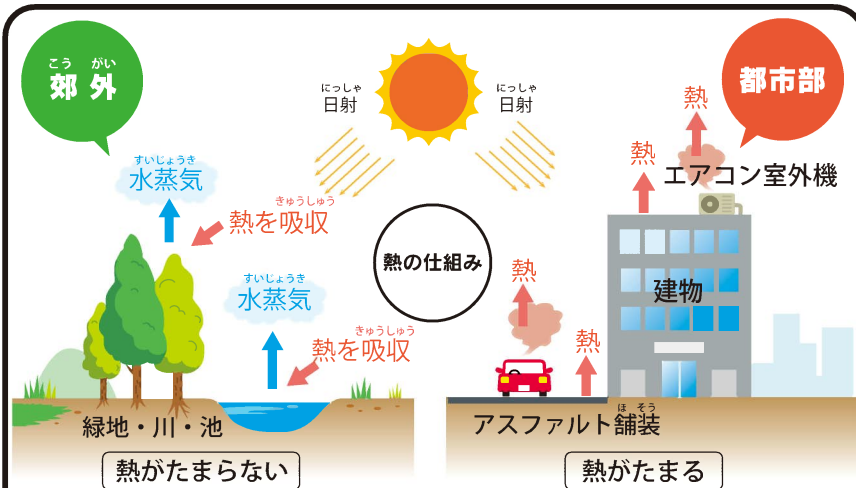 こうがい
郊外
すいじょうき
水蒸気
きゅうしゅう
熱を吸収
すいじょうき
水蒸気
きゅうしゅう
熱を吸収
緑地・川・池
熱がたまらない
にっしゃ
日射
にっしゃ
日射
熱の仕組み
都市部
熱
熱
エアコン室外機
建物
熱
熱
ほそう
アスファルト舗装
熱がたまる